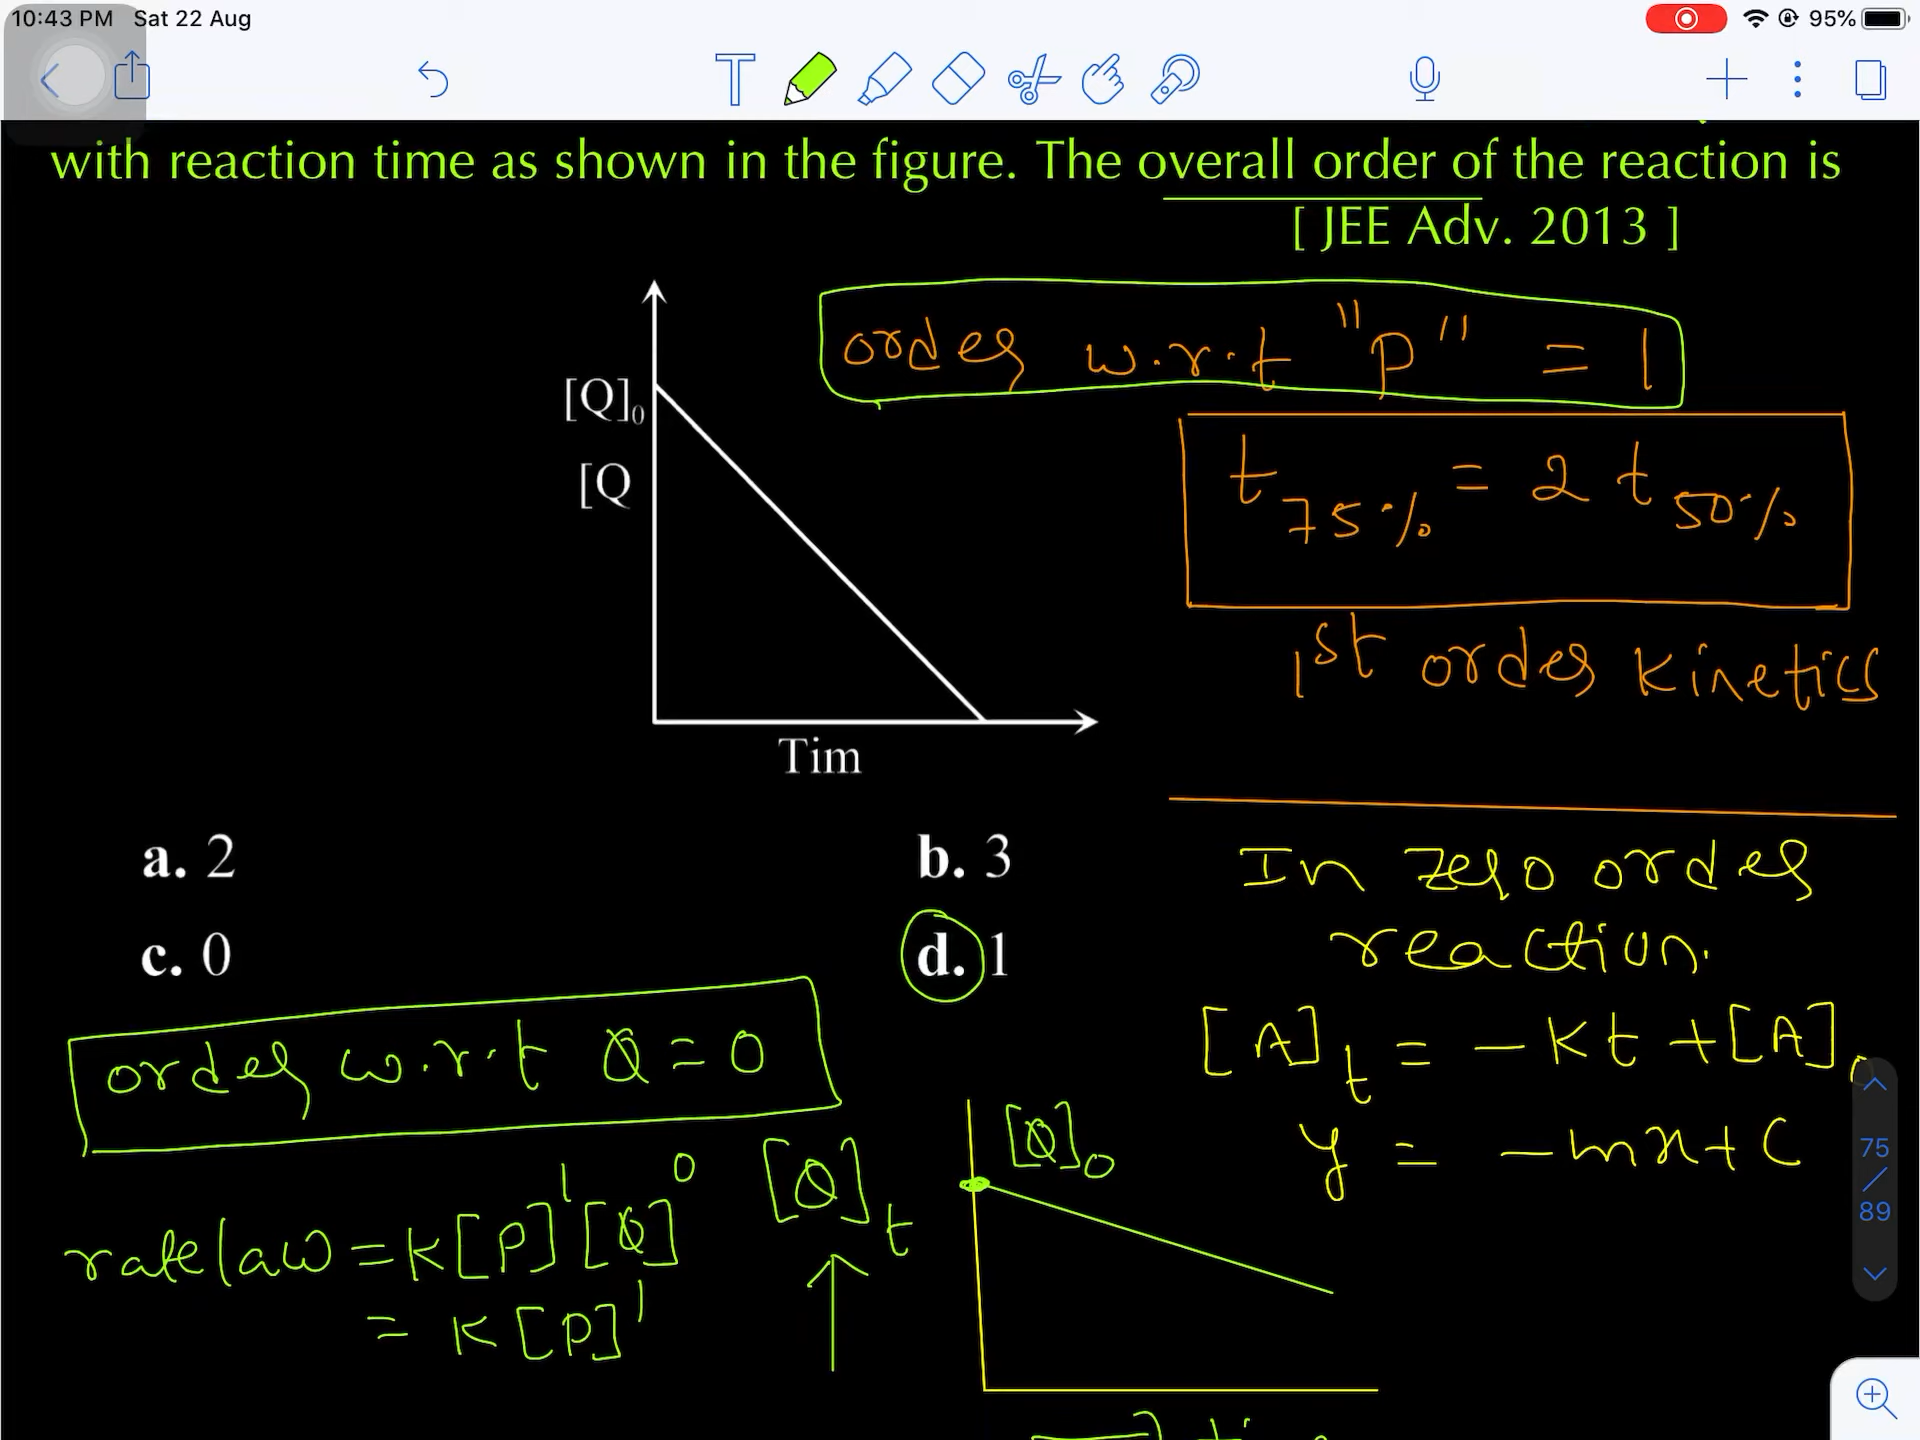 10:43 PM Sat 22 Aug
95%
T
with reaction time as shown in the figure. The overall order of the reaction is
[ JEE Adv. 2013 ]
order w.r.t "P" = 1
[Q]₀
[Q
t 75% = 2 t 50%
1st order kinetics
Tim
a. 2
b. 3
c. 0
d. 1
In zero order
reaction.
order w.r.t Q = 0
[A]t = -Kt + [A]₀
y = -mx + C
[Q]₀
[Q]t
rate law = K[P]¹[Q]⁰
= K[P]¹
75
/
89